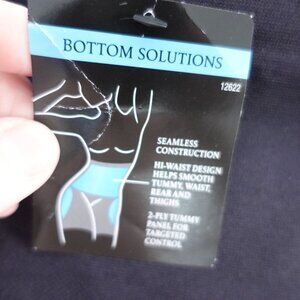 BOTTOM SOLUTIONS
12622
SEAMLESS
CONSTRUCTION
HI-WAIST DESIGN
HELPS SMOOTH
TUMMY, WAIST,
REAR AND
THIGHS
2-PLY TUMMY
PANEL FOR
TARGETED
CONTROL